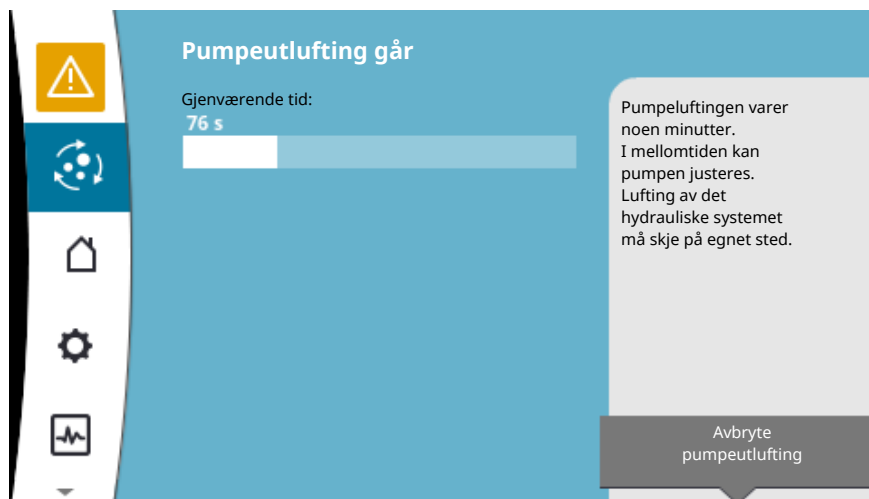 Pumpeutlufting går
Gjenværende tid:
76 s
Pumpeluftingen varer
noen minutter.
I mellomtiden kan
pumpen justeres.
Lufting av det
hydrauliske systemet
må skje på egnet sted.
Avbryte
pumpeutlufting